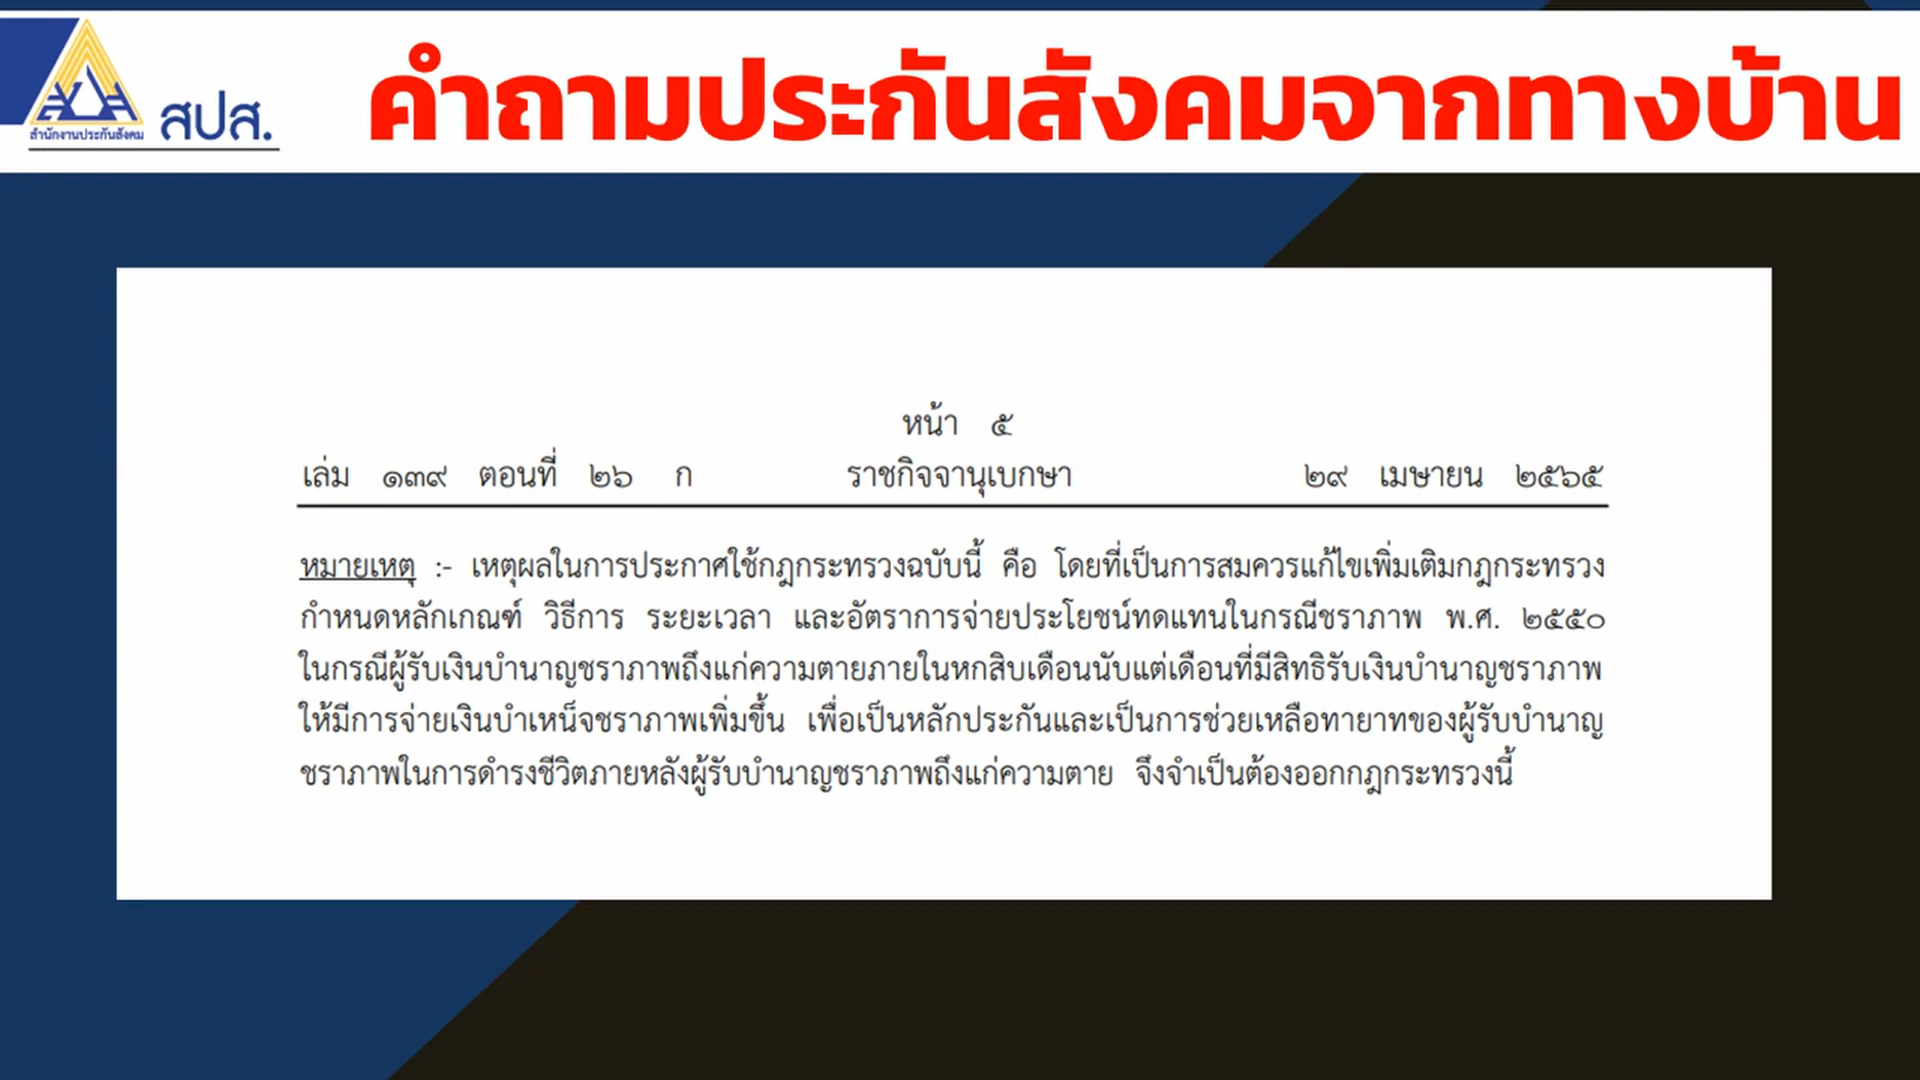 สำนักงานประกันสังคม
สปส.
คำถามประกันสังคมจากทางบ้าน
หน้า ๕
เล่ม ๑๓๙ ตอนที่ ๒๖ ก ราชกิจจานุเบกษา ๒๙ เมษายน ๒๕๖๕
หมายเหตุ :- เหตุผลในการประกาศใช้กฎกระทรวงฉบับนี้ คือ โดยที่เป็นการสมควรแก้ไขเพิ่มเติมกฎกระทรวง
กำหนดหลักเกณฑ์ วิธีการ ระยะเวลา และอัตราการจ่ายประโยชน์ทดแทนในกรณีชราภาพ พ.ศ. ๒๕๕๐
ในกรณีผู้รับเงินบำนาญชราภาพถึงแก่ความตายภายในหกสิบเดือนนับแต่เดือนที่มีสิทธิรับเงินบำนาญชราภาพ
ให้มีการจ่ายเงินบำเหน็จชราภาพเพิ่มขึ้น เพื่อเป็นหลักประกันและเป็นการช่วยเหลือทายาทของผู้รับบำนาญ
ชราภาพในการดำรงชีวิตภายหลังผู้รับบำนาญชราภาพถึงแก่ความตาย จึงจำเป็นต้องออกกฎกระทรวงนี้